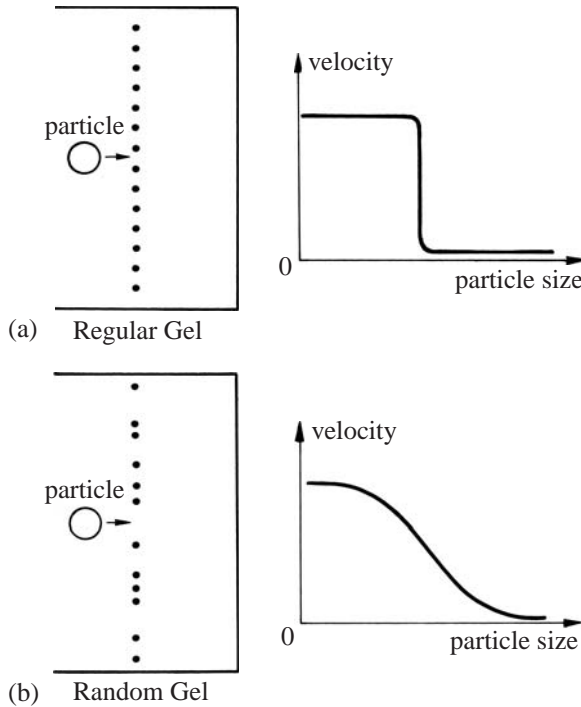 velocity
particle
0
particle size
(a) Regular Gel
velocity
particle
0
particle size
(b) Random Gel